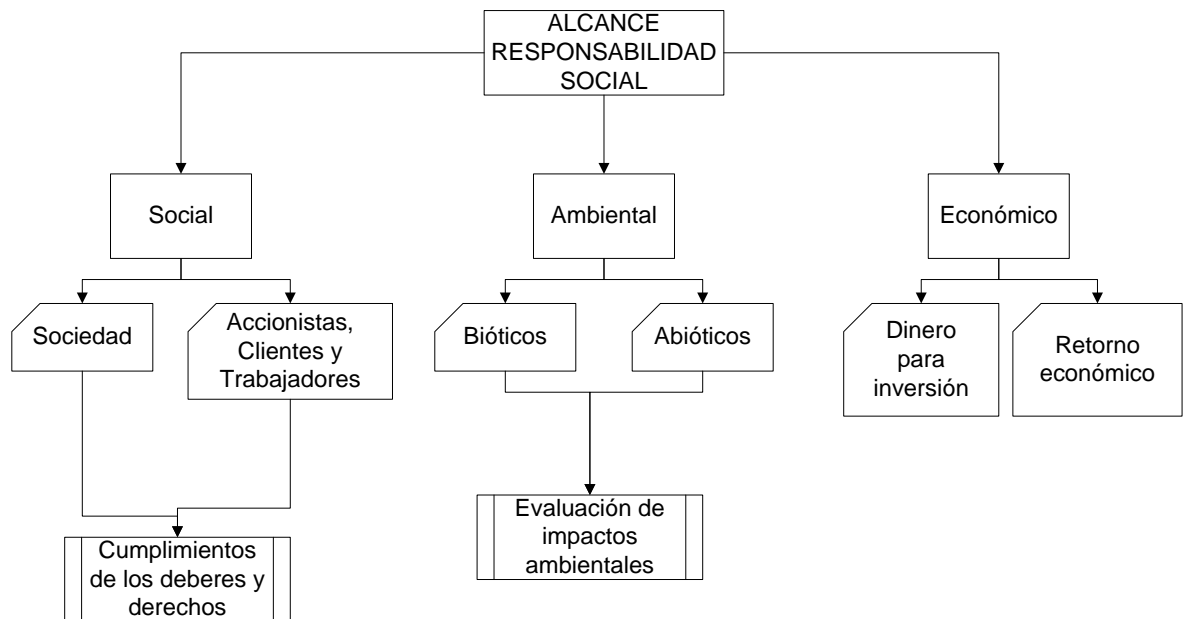 ALCANCE
RESPONSABILIDAD
SOCIAL
Social
Ambiental
Económico
Sociedad
Accionistas,
Clientes y
Trabajadores
Bióticos
Abióticos
Dinero
para
inversión
Retorno
económico
Cumplimientos
de los deberes y
derechos
Evaluación de
impactos
ambientales